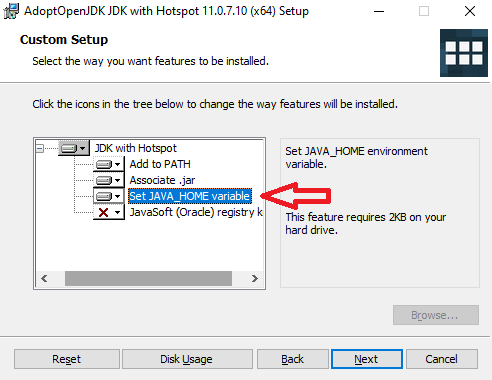 AdoptOpenJDK JDK with Hotspot 11.0.7.10 (x64) Setup
Custom Setup
Select the way you want features to be installed.
Click the icons in the tree below to change the way features will be installed.
JDK with Hotspot
Add to PATH
Associate .jar
Set JAVA_HOME variable
JavaSoft (Oracle) registry k
Set JAVA_HOME environment
variable.
This feature requires 2KB on your
hard drive.
Browse...
Reset
Disk Usage
Back
Next
Cancel